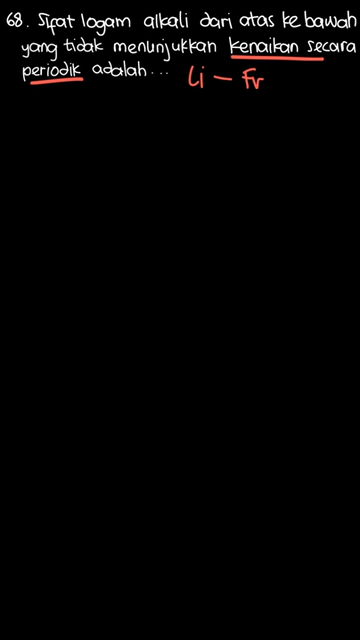 68. Sifat logam alkali dari atas ke bawah
yang tidak menunjukkan kenaikan secara
periodik adalah... Li – Fr